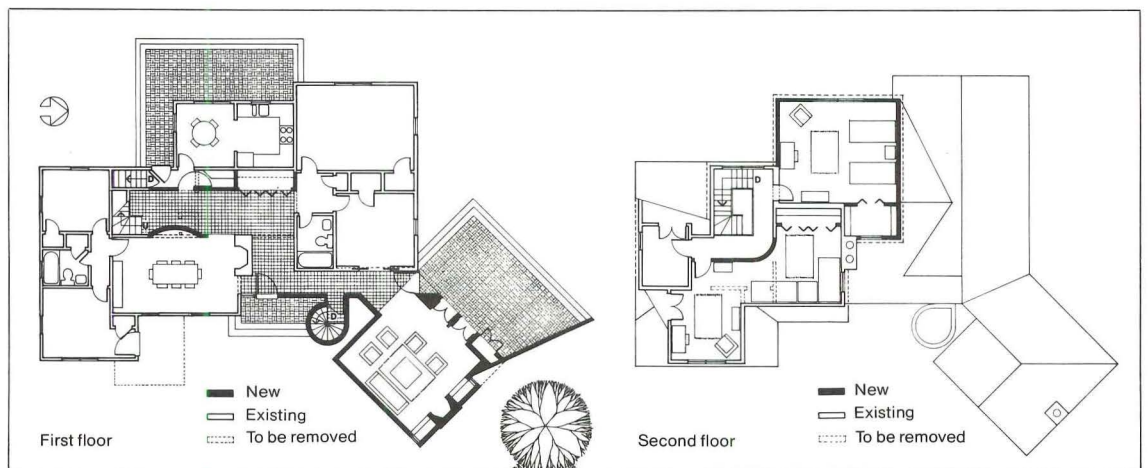 First floor
New
Existing
To be removed
Second floor
New
Existing
To be removed